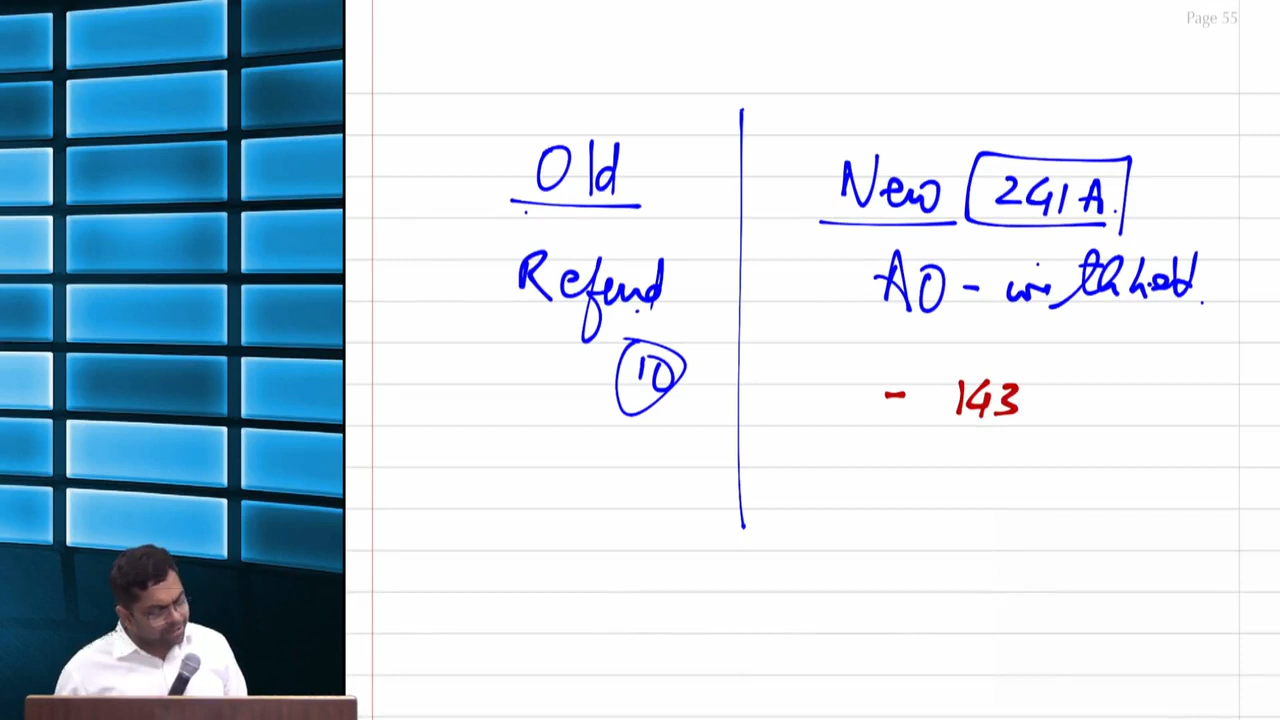 Page 55
Old
Refund
10
New 241A.
AO - withhold.
- 143